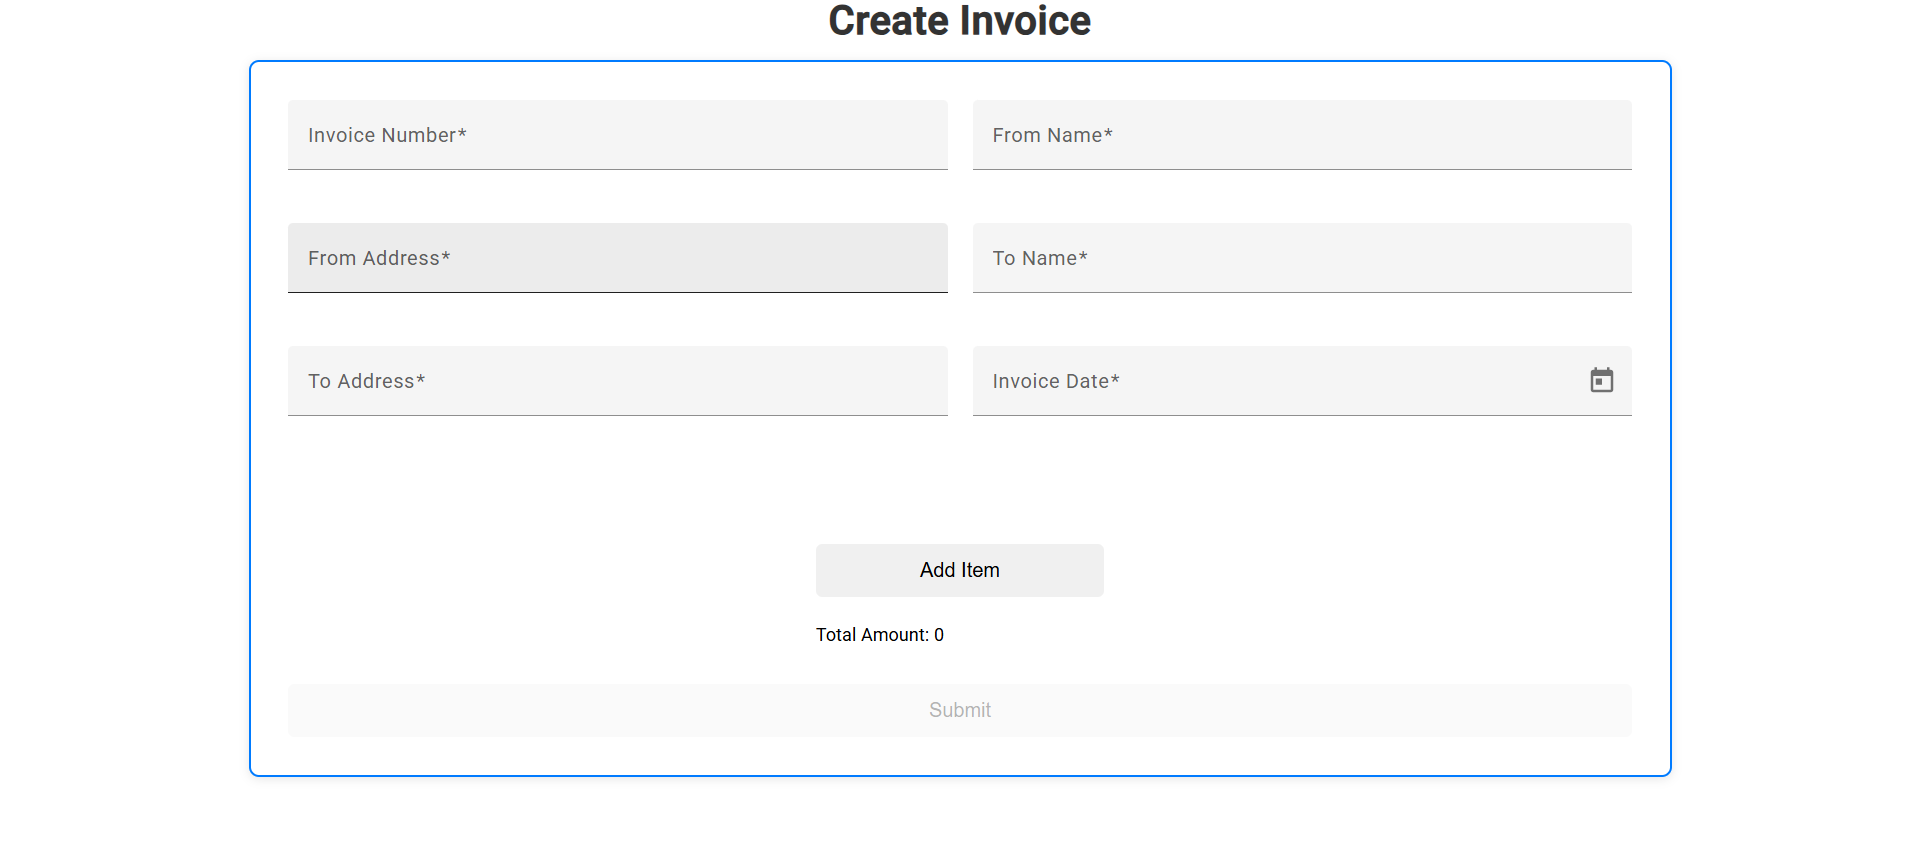 Create Invoice
Invoice Number*
From Name*
From Address*
To Name*
To Address*
Invoice Date*
Add Item
Total Amount: 0
Submit